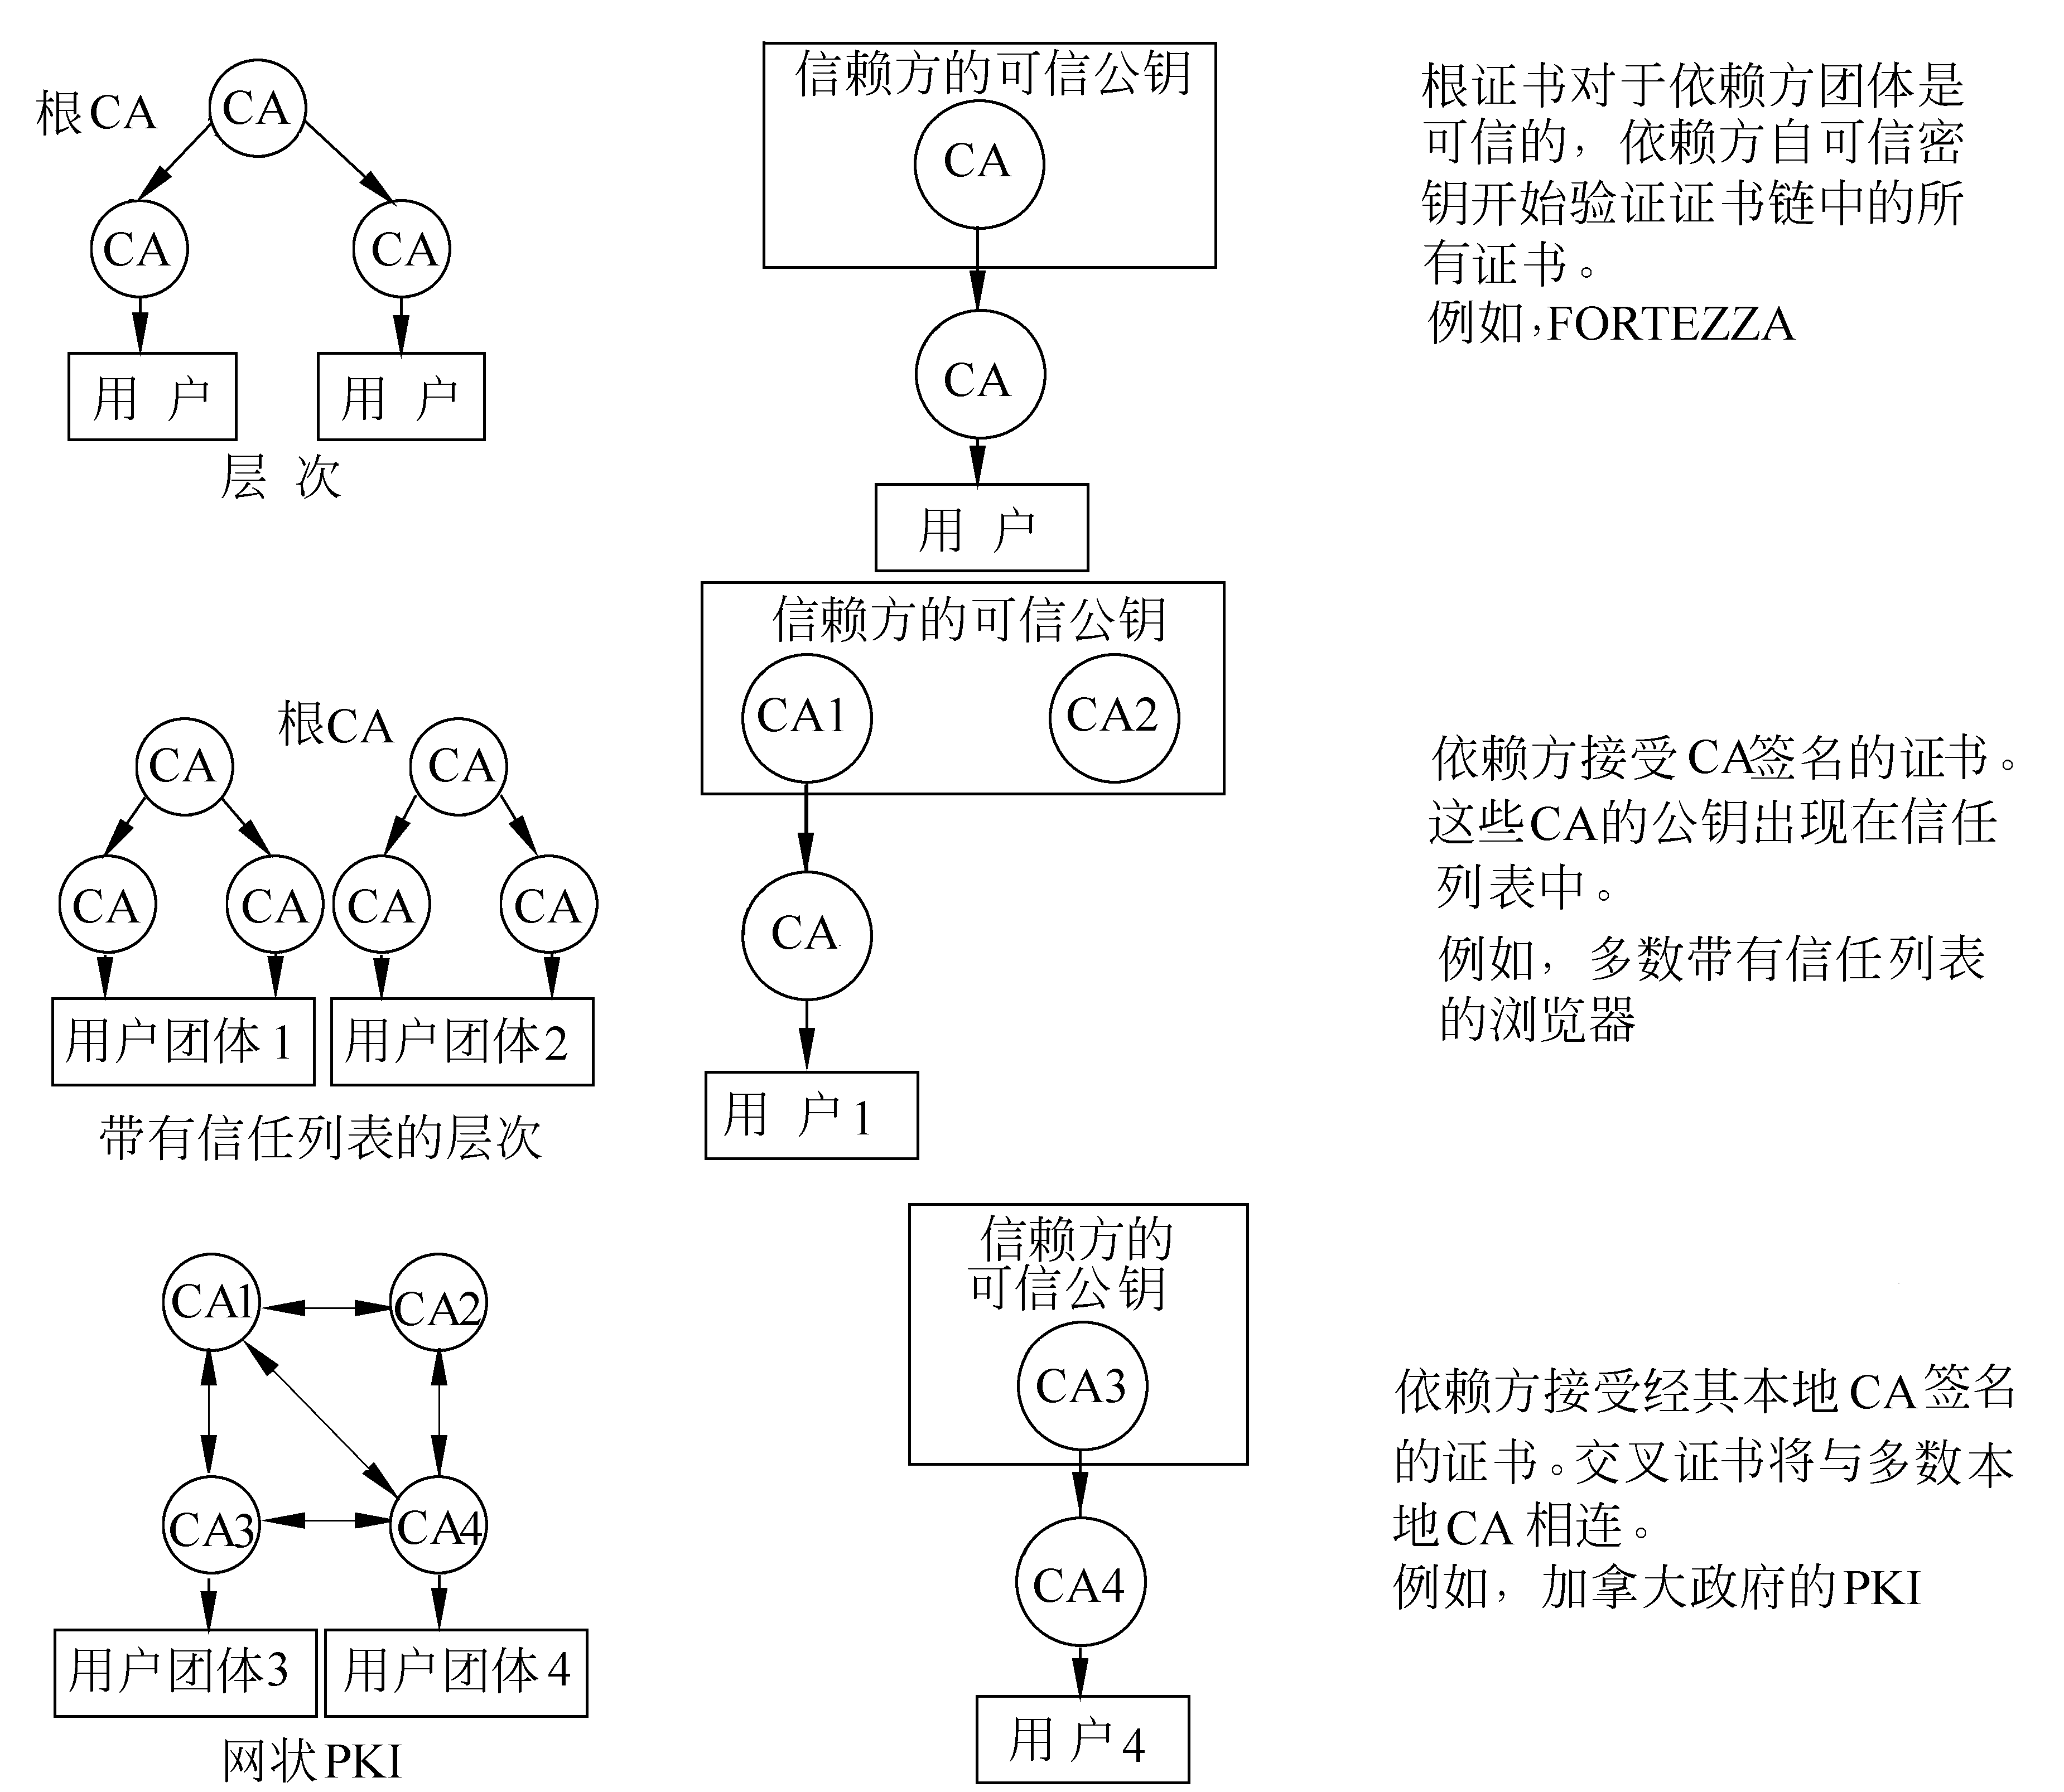 根CA
CA
CA
CA
用 户
用 户
层 次
信赖方的可信公钥
CA
CA
用 户
根证书对于依赖方团体是
可信的，依赖方自可信密
钥开始验证证书链中的所
有证书。
例如,FORTEZZA
根CA
CA
CA
CA
CA
CA
CA
用户团体1
用户团体2
带有信任列表的层次
信赖方的可信公钥
CA1
CA2
CA
用 户1
依赖方接受CA签名的证书。
这些CA的公钥出现在信任
列表中。
例如，多数带有信任列表
的浏览器
CA1
CA2
CA3
CA4
用户团体3
用户团体4
网状PKI
信赖方的
可信公钥
CA3
CA4
用户4
依赖方接受经其本地CA签名
的证书。交叉证书将与多数本
地CA相连。
例如，加拿大政府的PKI